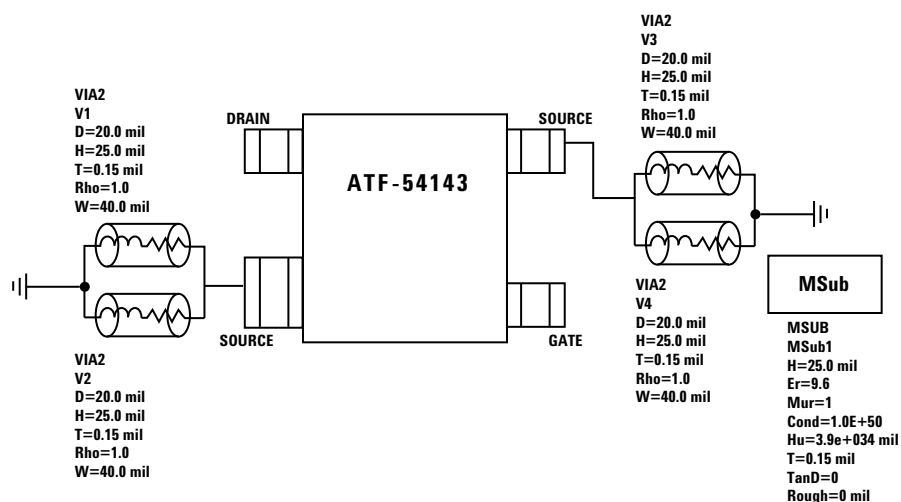 VIA2
V1
D=20.0 mil
H=25.0 mil
T=0.15 mil
Rho=1.0
W=40.0 mil
VIA2
V2
D=20.0 mil
H=25.0 mil
T=0.15 mil
Rho=1.0
W=40.0 mil
DRAIN
SOURCE
ATF-54143
SOURCE
GATE
VIA2
V3
D=20.0 mil
H=25.0 mil
T=0.15 mil
Rho=1.0
W=40.0 mil
VIA2
V4
D=20.0 mil
H=25.0 mil
T=0.15 mil
Rho=1.0
W=40.0 mil
MSub
MSUB
MSub1
H=25.0 mil
Er=9.6
Mur=1
Cond=1.0E+50
Hu=3.9e+034 mil
T=0.15 mil
TanD=0
Rough=0 mil